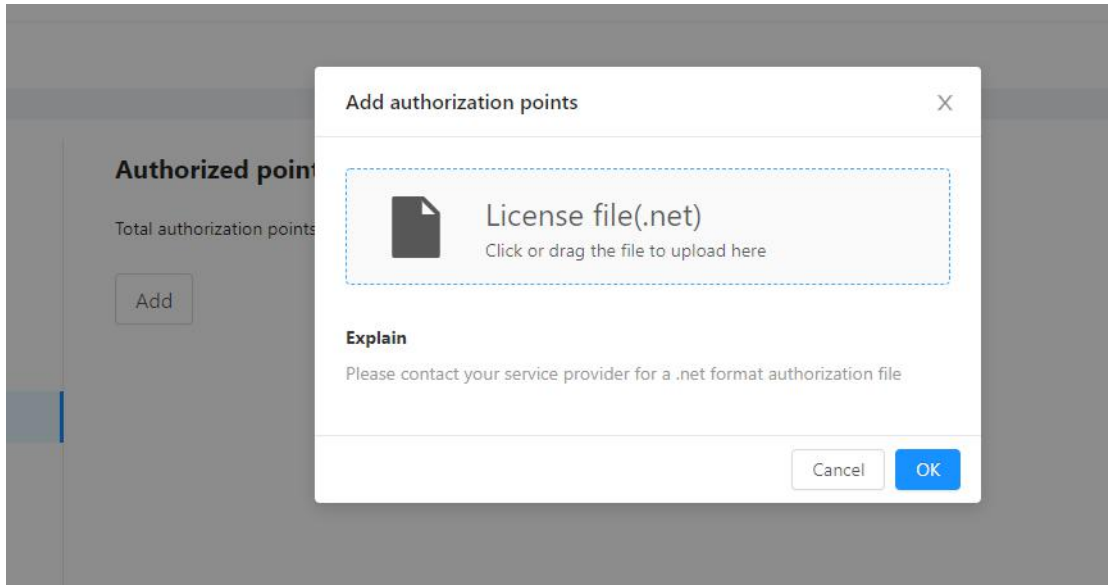 Add authorization points
X
Authorized point
License file(.net)
Total authorization points
Click or drag the file to upload here
Add
Explain
Please contact your service provider for a .net format authorization file
Cancel
OK